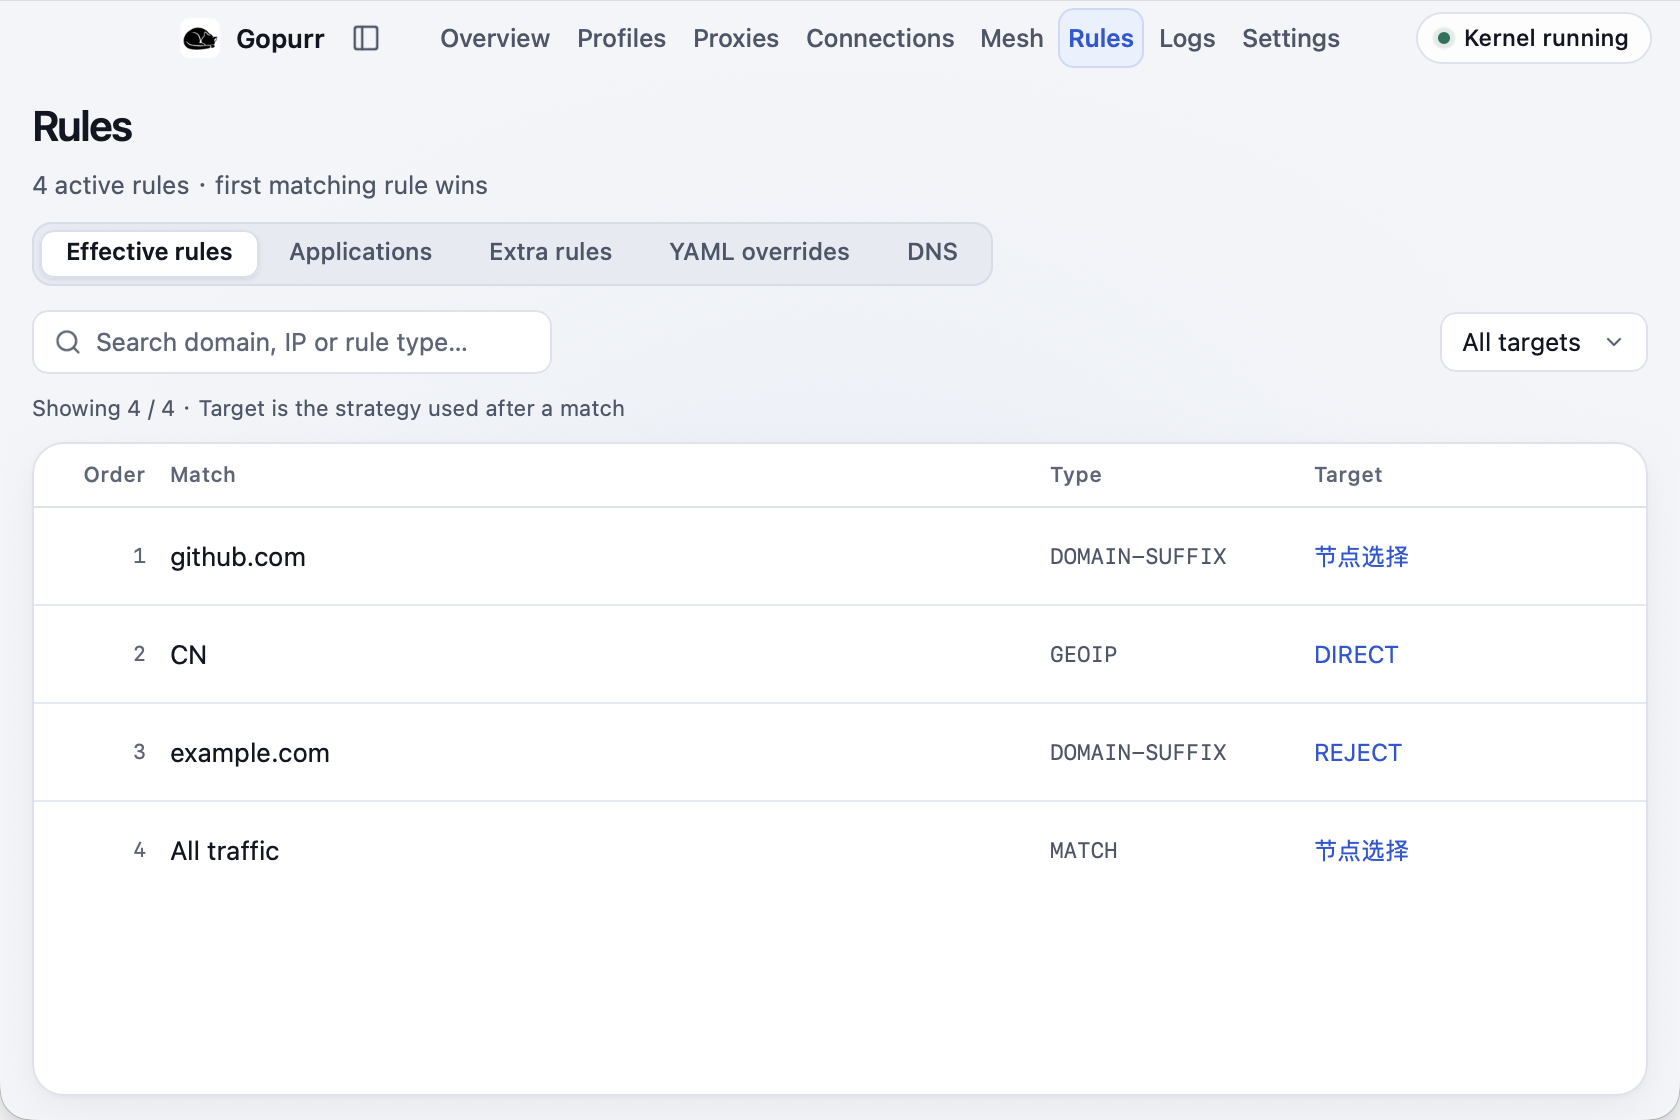 Gopurr Overview Profiles Proxies Connections Mesh Rules Logs Settings Kernel running
Rules
4 active rules · first matching rule wins
Effective rules Applications Extra rules YAML overrides DNS
Search domain, IP or rule type... All targets
Showing 4 / 4 · Target is the strategy used after a match
Order Match Type Target
1 github.com DOMAIN-SUFFIX 节点选择
2 CN GEOIP DIRECT
3 example.com DOMAIN-SUFFIX REJECT
4 All traffic MATCH 节点选择